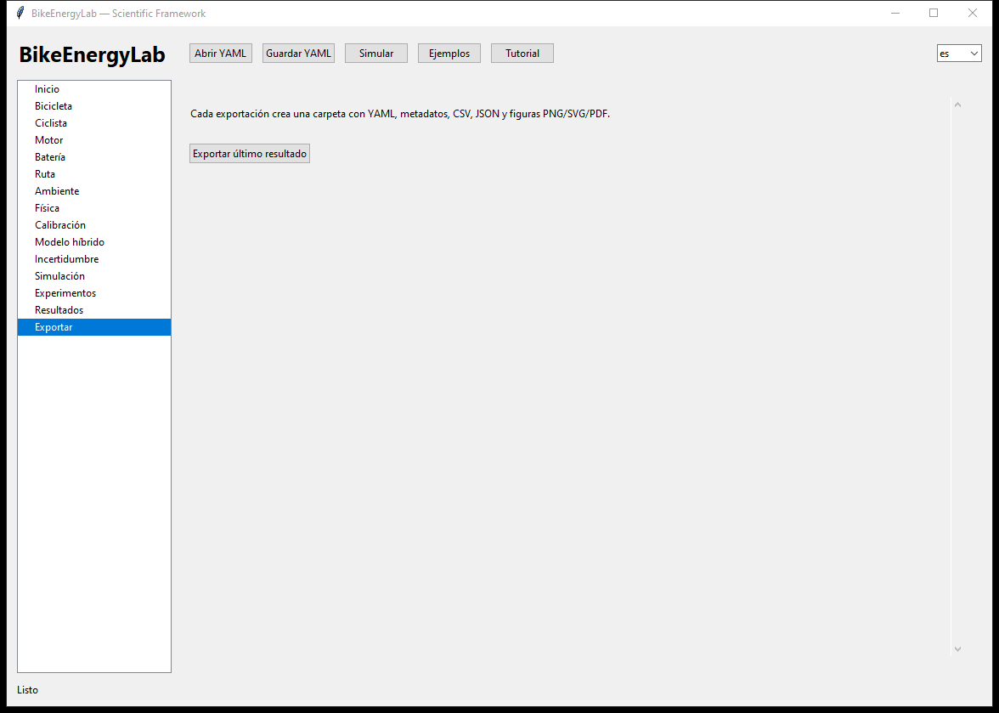 BikeEnergyLab — Scientific Framework
BikeEnergyLab
Abrir YAML
Guardar YAML
Simular
Ejemplos
Tutorial
es
Inicio
Bicicleta
Ciclista
Motor
Batería
Ruta
Ambiente
Física
Calibración
Modelo híbrido
Incertidumbre
Simulación
Experimentos
Resultados
Exportar
Cada exportación crea una carpeta con YAML, metadatos, CSV, JSON y figuras PNG/SVG/PDF.
Exportar último resultado
Listo